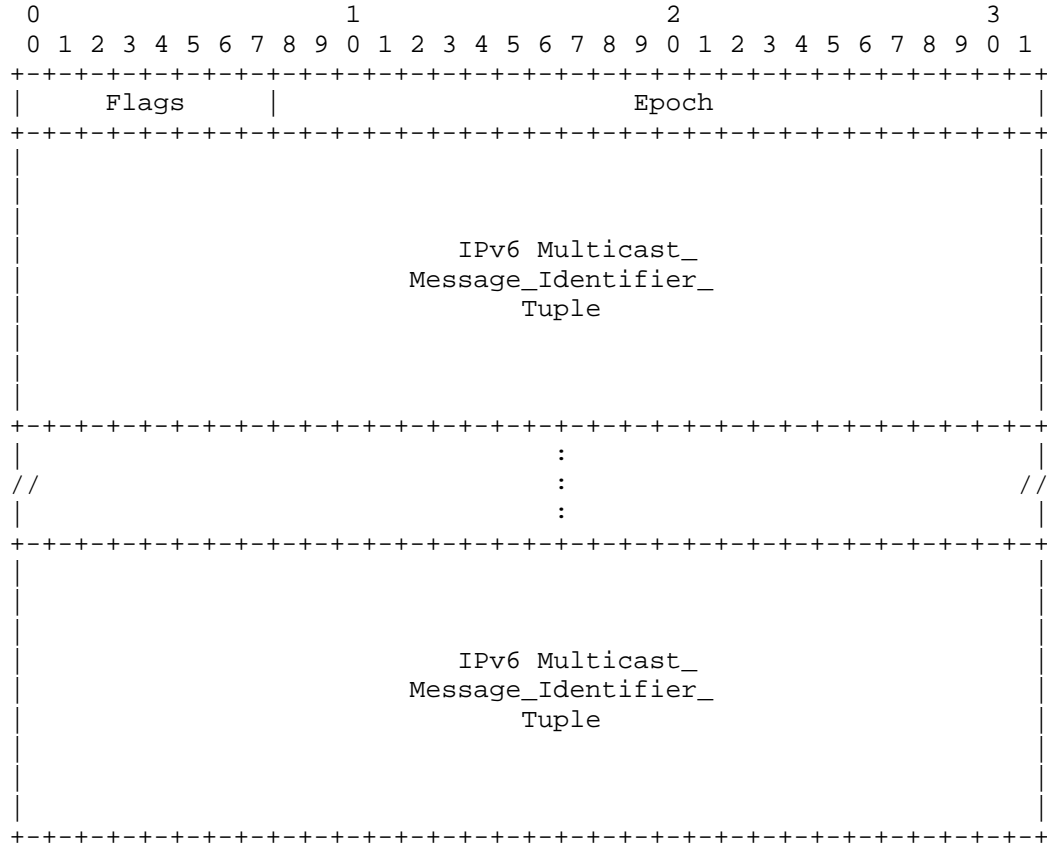 0                   1                   2                   3
 0 1 2 3 4 5 6 7 8 9 0 1 2 3 4 5 6 7 8 9 0 1 2 3 4 5 6 7 8 9 0 1
+-+-+-+-+-+-+-+-+-+-+-+-+-+-+-+-+-+-+-+-+-+-+-+-+-+-+-+-+-+-+-+-+
|     Flags     |                      Epoch                    |
+-+-+-+-+-+-+-+-+-+-+-+-+-+-+-+-+-+-+-+-+-+-+-+-+-+-+-+-+-+-+-+-+
|                                                               |
|                                                               |
|                                                               |
|                           IPv6 Multicast_                     |
|                        Message_Identifier_                    |
|                               Tuple                           |
|                                                               |
|                                                               |
|                                                               |
+-+-+-+-+-+-+-+-+-+-+-+-+-+-+-+-+-+-+-+-+-+-+-+-+-+-+-+-+-+-+-+-+
|                                 :                             |
//                                :                            //
|                                 :                             |
+-+-+-+-+-+-+-+-+-+-+-+-+-+-+-+-+-+-+-+-+-+-+-+-+-+-+-+-+-+-+-+-+
|                                                               |
|                                                               |
|                                                               |
|                           IPv6 Multicast_                     |
|                        Message_Identifier_                    |
|                               Tuple                           |
|                                                               |
|                                                               |
|                                                               |
+-+-+-+-+-+-+-+-+-+-+-+-+-+-+-+-+-+-+-+-+-+-+-+-+-+-+-+-+-+-+-+-+